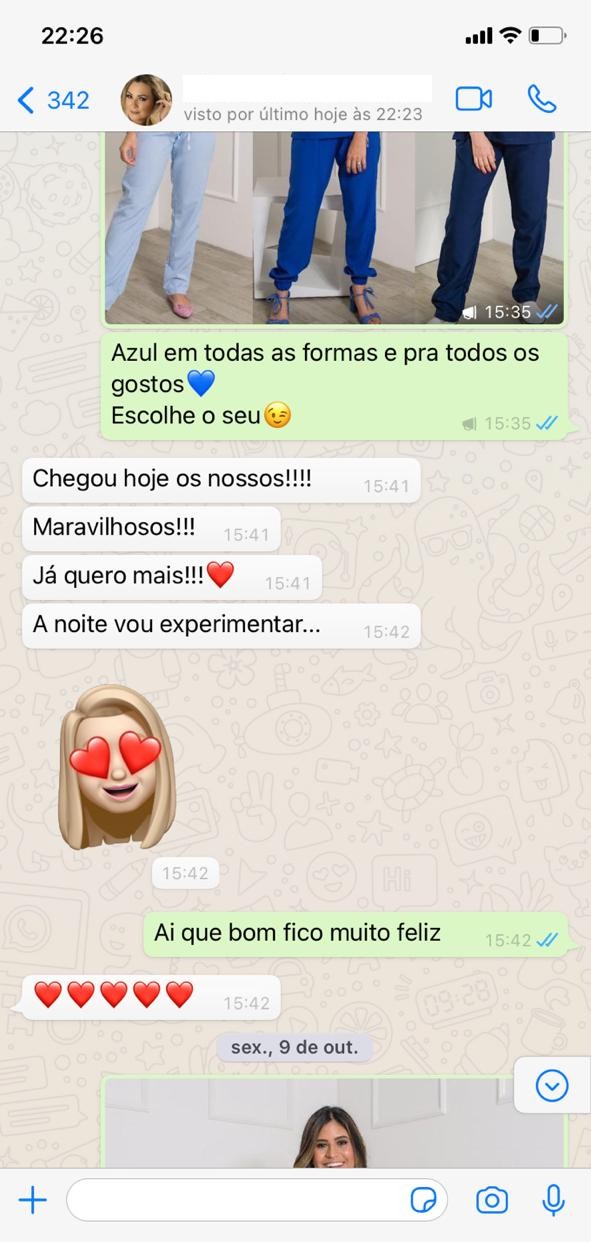 22:26
342
visto por último hoje às 22:23
15:35
Azul em todas as formas e pra todos os
gostos💙
Escolhe o seu😉
15:35
Chegou hoje os nossos!!!! 15:41
Maravilhosos!!! 15:41
Já quero mais!!!❤️ 15:41
A noite vou experimentar... 15:42
15:42
Ai que bom fico muito feliz 15:42
❤️❤️❤️❤️❤️ 15:42
sex., 9 de out.
Hi
09:28